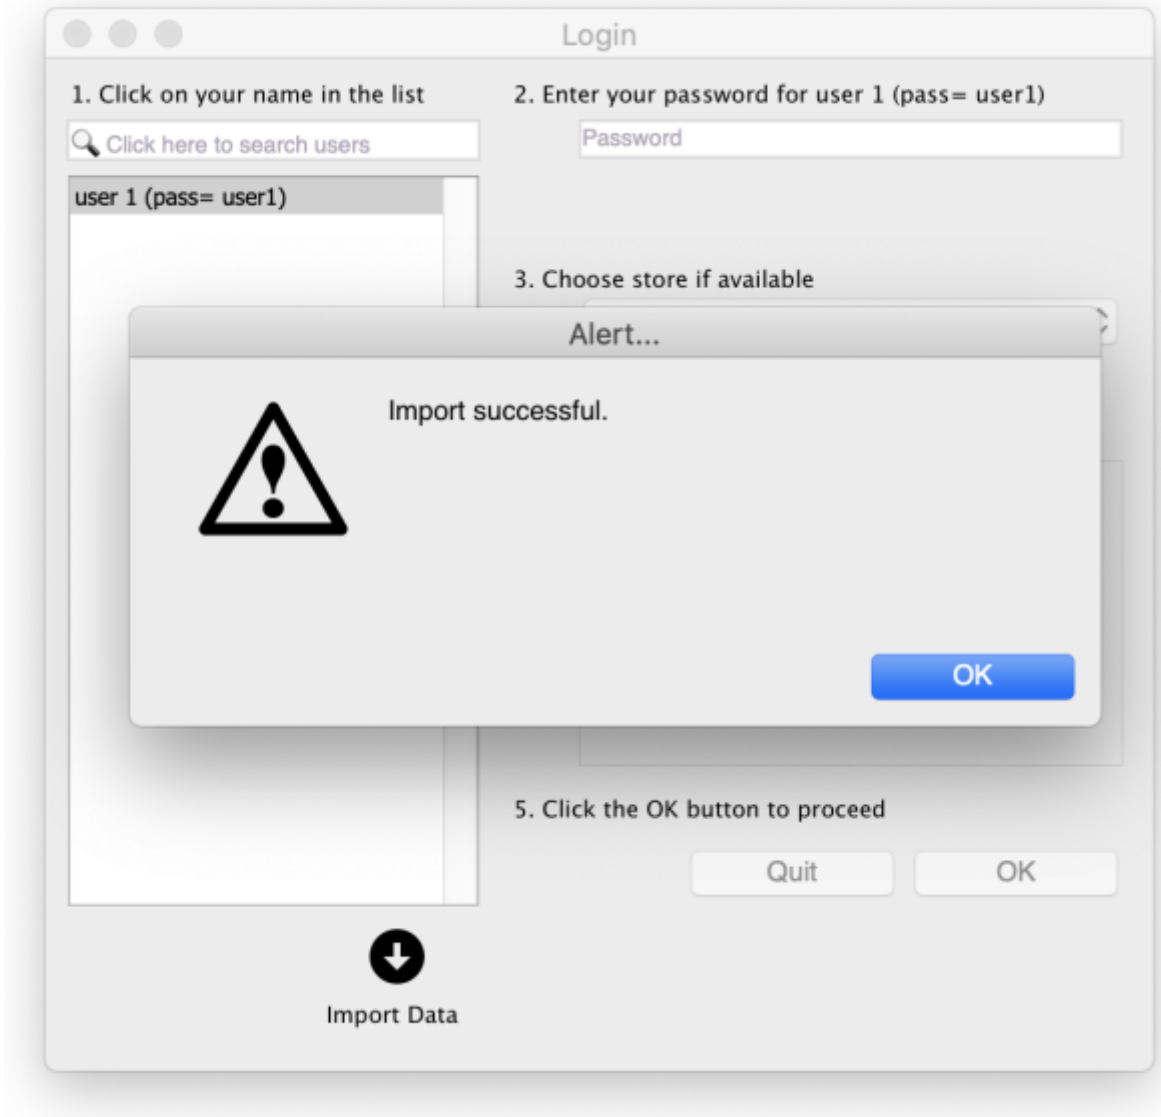 Login
1. Click on your name in the list
Click here to search users
user 1 (pass= user1)
2. Enter your password for user 1 (pass= user1)
Password
3. Choose store if available
Alert...
Import successful.
OK
5. Click the OK button to proceed
Quit
OK
Import Data